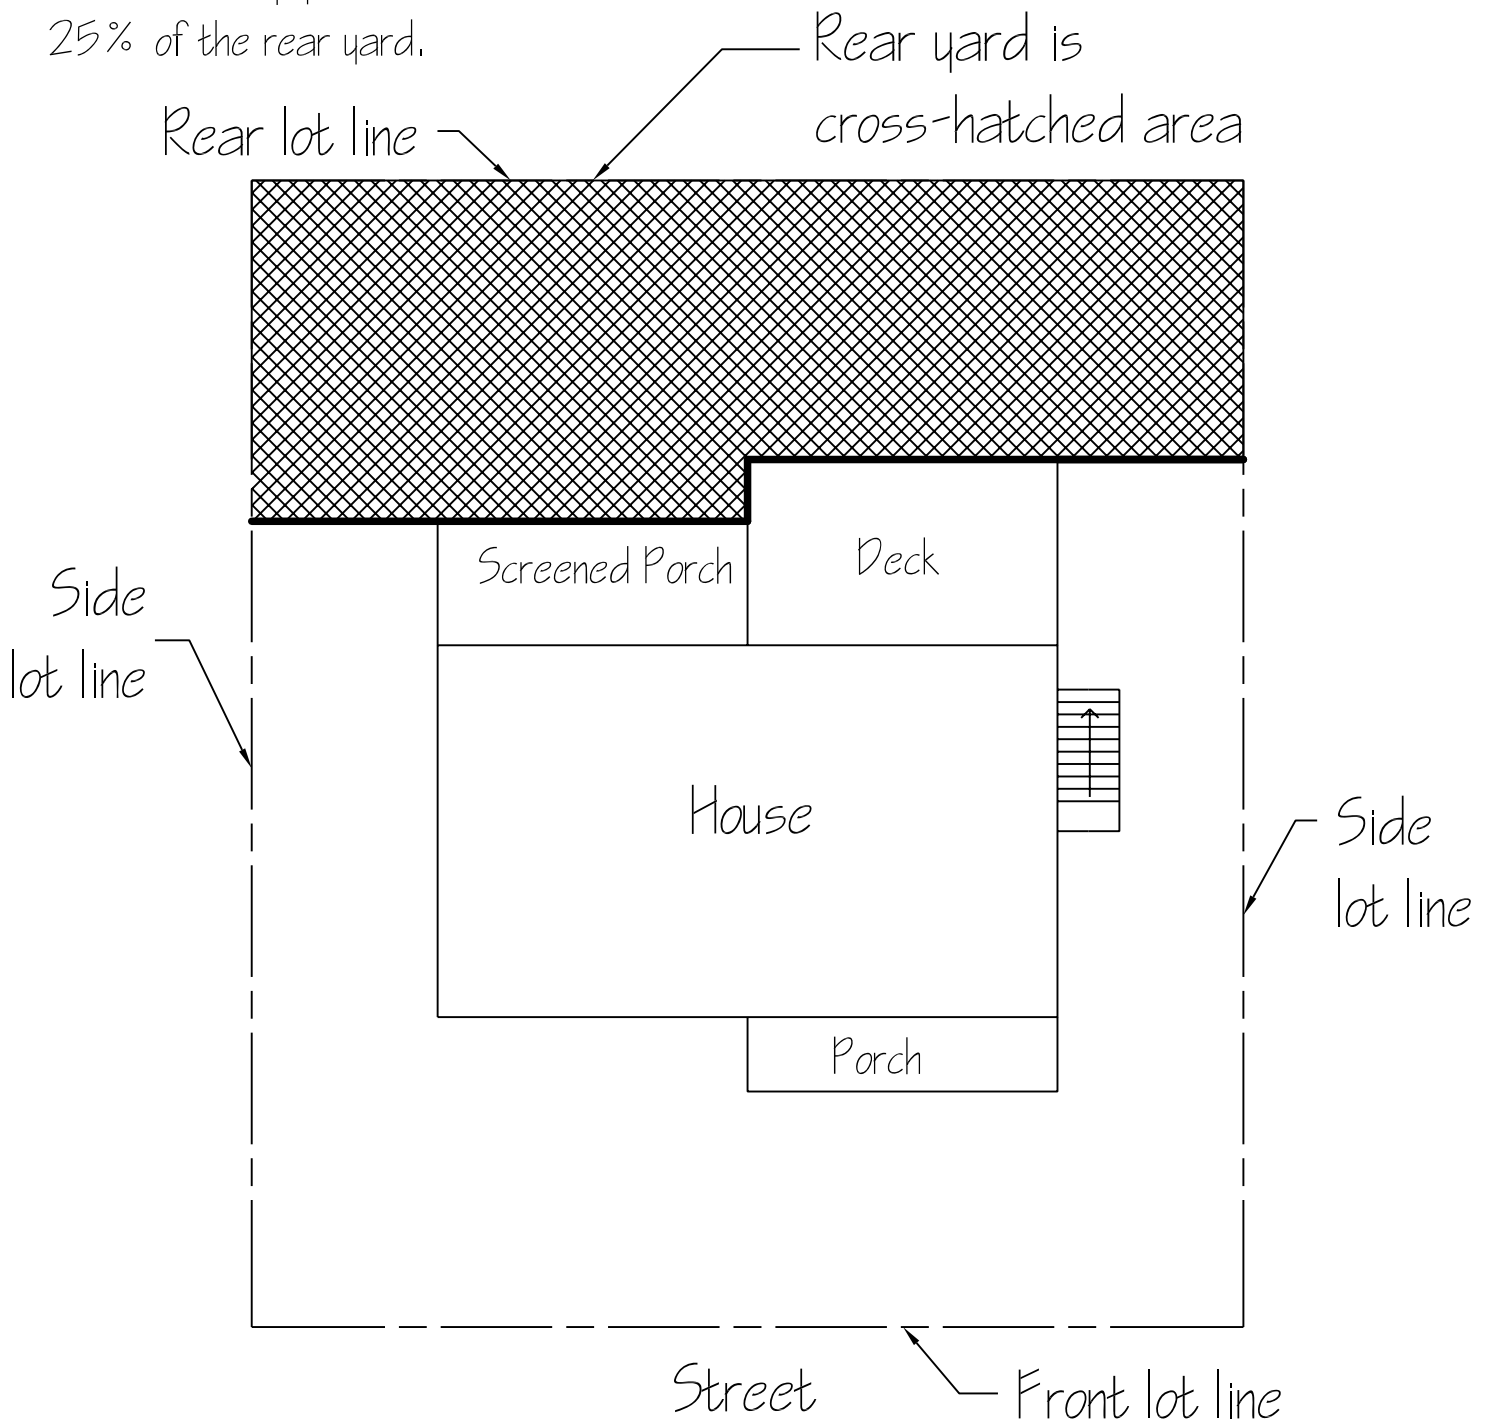 25% of the rear yard.
Rear yard is
cross-hatched area
Rear lot line
Screened Porch
Deck
Side
lot line
House
Side
lot line
Porch
Street
Front lot line